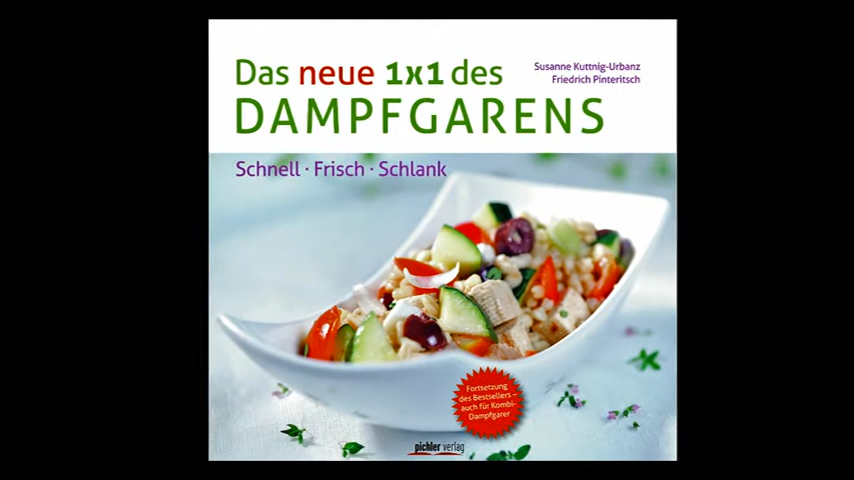 Das neue 1x1 des
DAMPFGARENS
Susanne Kuttnig-Urbanz
Friedrich Pinteritsch
Schnell · Frisch · Schlank
Fortsetzung
des Bestsellers –
auch für Kombi-
Dampfgarer
pichler verlag